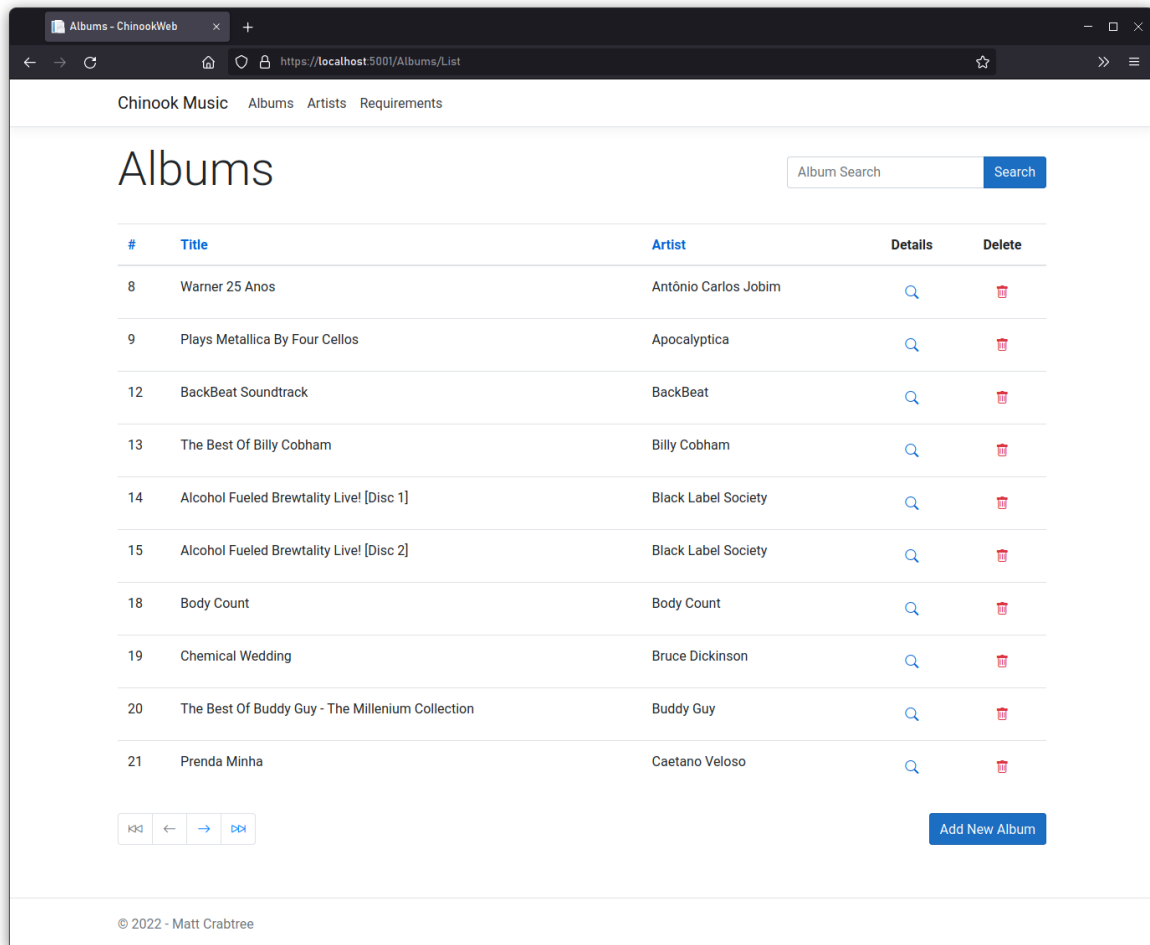 Albums - ChinookWeb
https://localhost:5001/Albums/List
Chinook Music Albums Artists Requirements
Albums
Album Search Search
# Title Artist Details Delete
8 Warner 25 Anos Antônio Carlos Jobim
9 Plays Metallica By Four Cellos Apocalyptica
12 BackBeat Soundtrack BackBeat
13 The Best Of Billy Cobham Billy Cobham
14 Alcohol Fueled Brewtality Live! [Disc 1] Black Label Society
15 Alcohol Fueled Brewtality Live! [Disc 2] Black Label Society
18 Body Count Body Count
19 Chemical Wedding Bruce Dickinson
20 The Best Of Buddy Guy - The Millenium Collection Buddy Guy
21 Prenda Minha Caetano Veloso
Add New Album
© 2022 - Matt Crabtree